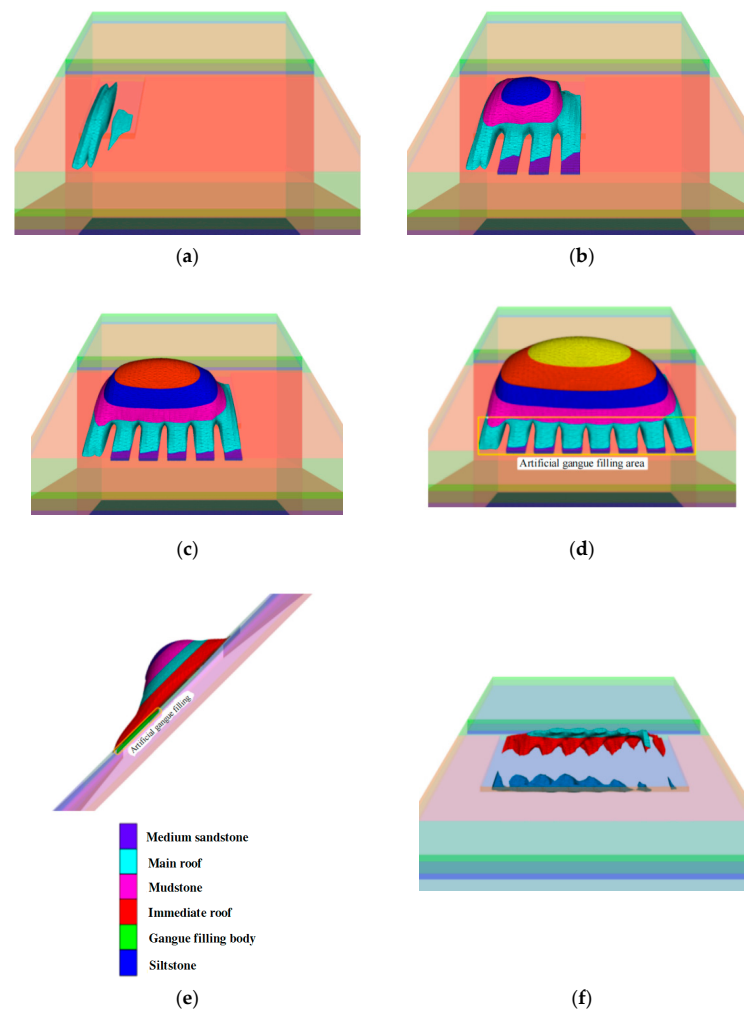 (a)
(b)
(c)
Artificial gangue filling area
(d)
Artificial gangue filling
Medium sandstone
Main roof
Mudstone
Immediate roof
Gangue filling body
Siltstone
(e)
(f)